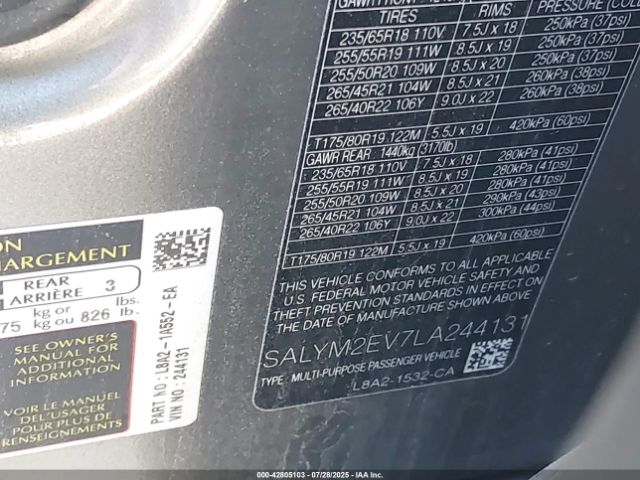 TIRES RIMS PRESSURE
235/65R18 110V 7.5J x 18 250kPa (37psi)
255/55R19 111W 8.5J x 19 250kPa (37psi)
255/50R20 109W 8.5J x 20 250kPa (37psi)
265/45R21 104W 8.5J x 21 260kPa (38psi)
265/40R22 106Y 9.0J x 22 260kPa (38psi)
T175/80R19 122M 5.5J x 19 420kPa (60psi)
GAWR REAR 1440kg (3170lb)
235/65R18 110V 7.5J x 18 280kPa (41psi)
255/55R19 111W 8.5J x 19 280kPa (41psi)
255/50R20 109W 8.5J x 20 280kPa (41psi)
265/45R21 104W 8.5J x 21 290kPa (43psi)
265/40R22 106Y 9.0J x 22 300kPa (44psi)
T175/80R19 122M 5.5J x 19 420kPa (60psi)
THIS VEHICLE CONFORMS TO ALL APPLICABLE
U.S. FEDERAL MOTOR VEHICLE SAFETY AND
THEFT PREVENTION STANDARDS IN EFFECT
ON THE DATE OF MANUFACTURE SHOWN ABOVE.
SALYM2EV7LA244131
TYPE: MULTI-PURPOSE PASSENGER VEHICLE
L8A2-1532-CA
ION
HARGEMENT
REAR
ARRIÈRE 3
75 kg or 826 lbs.
kg ou lb.
SEE OWNER'S
MANUAL FOR
ADDITIONAL
INFORMATION
VOIR LE MANUEL
DE L'USAGER
POUR PLUS DE
RENSEIGNEMENTS
PART NO: L8A2-1A552-EA
VIN NO: 244131
000-42805103 - 07/28/2025 - IAAI.com